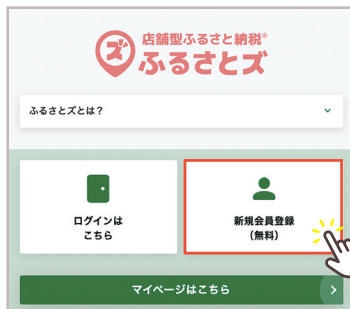 店舗型ふるさと納税®
ふるさとズ
ズ
ふるさとズとは？
ログインは
こちら
新規会員登録
（無料）
マイページはこちら